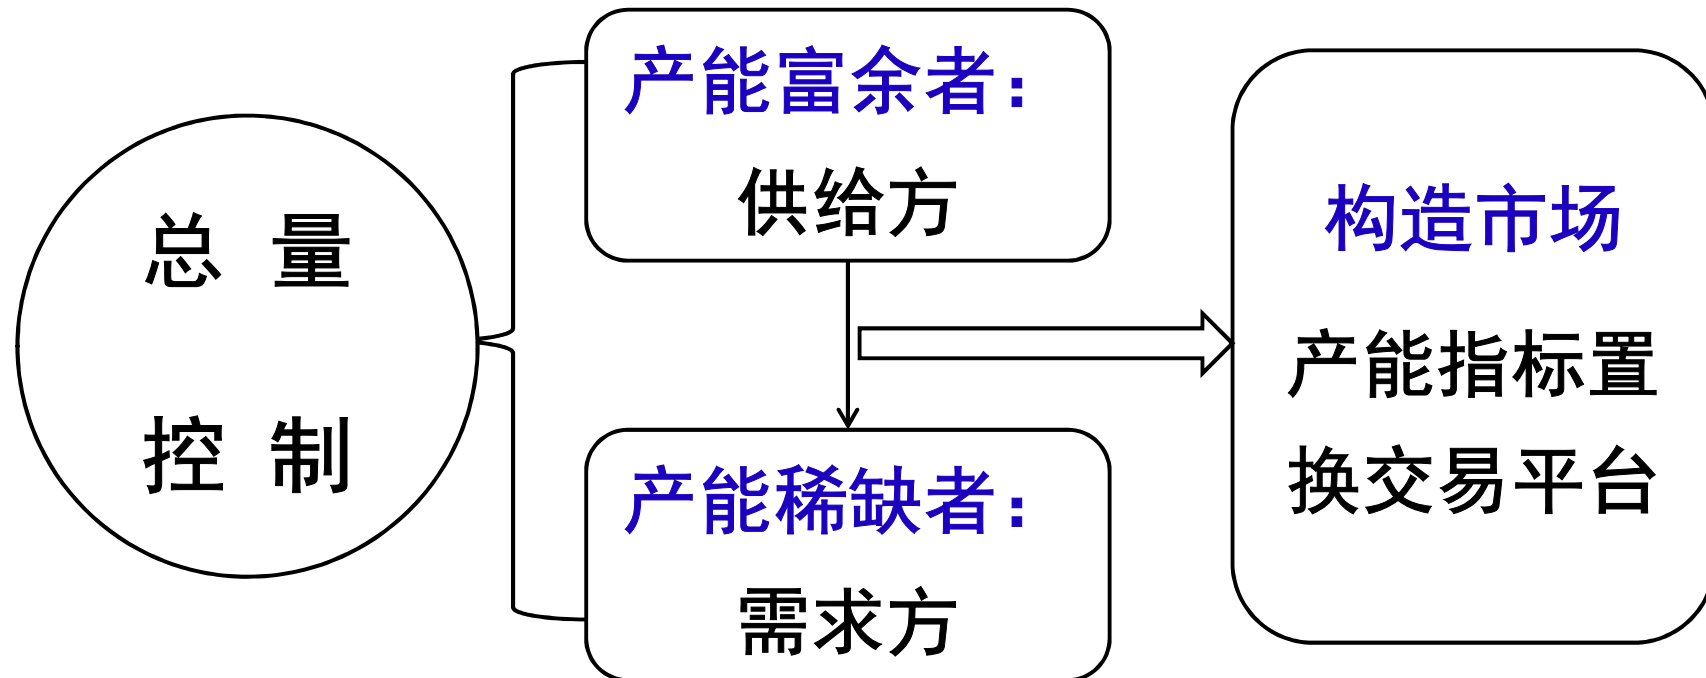 总 量
控 制
产能富余者：
供给方
产能稀缺者：
需求方
构造市场
产能指标置
换交易平台